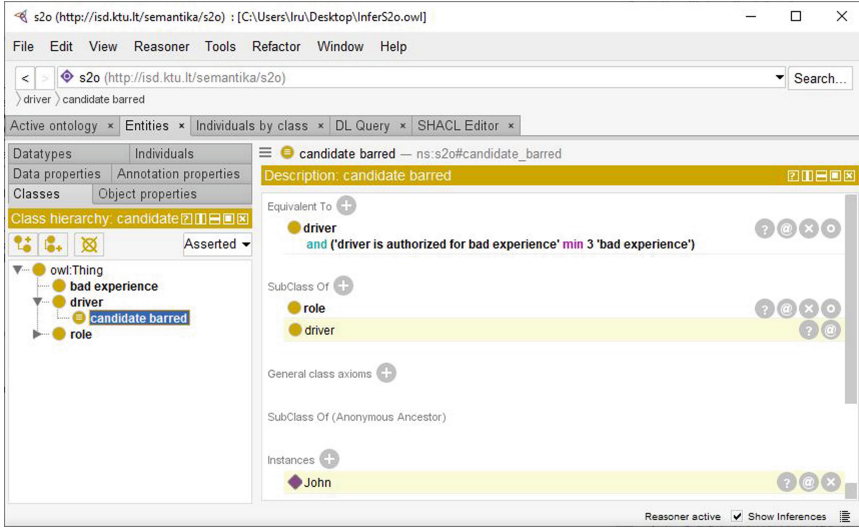 s2o (http://isd.ktu.lt/semantika/s2o) : [C:\Users\Iru\Desktop\InferS2o.owl]
File Edit View Reasoner Tools Refactor Window Help
< > s2o (http://isd.ktu.lt/semantika/s2o) Search...
driver candidate barred
Active ontology × Entities × Individuals by class × DL Query × SHACL Editor ×
Datatypes Individuals
Data properties Annotation properties
Classes Object properties
Class hierarchy: candidate
Asserted
owl:Thing
bad experience
driver
candidate barred
role
candidate barred — ns:s2o#candidate_barred
Description: candidate barred
Equivalent To
driver
and ('driver is authorized for bad experience' min 3 'bad experience')
SubClass Of
role
driver
General class axioms
SubClass Of (Anonymous Ancestor)
Instances
John
Reasoner active Show Inferences